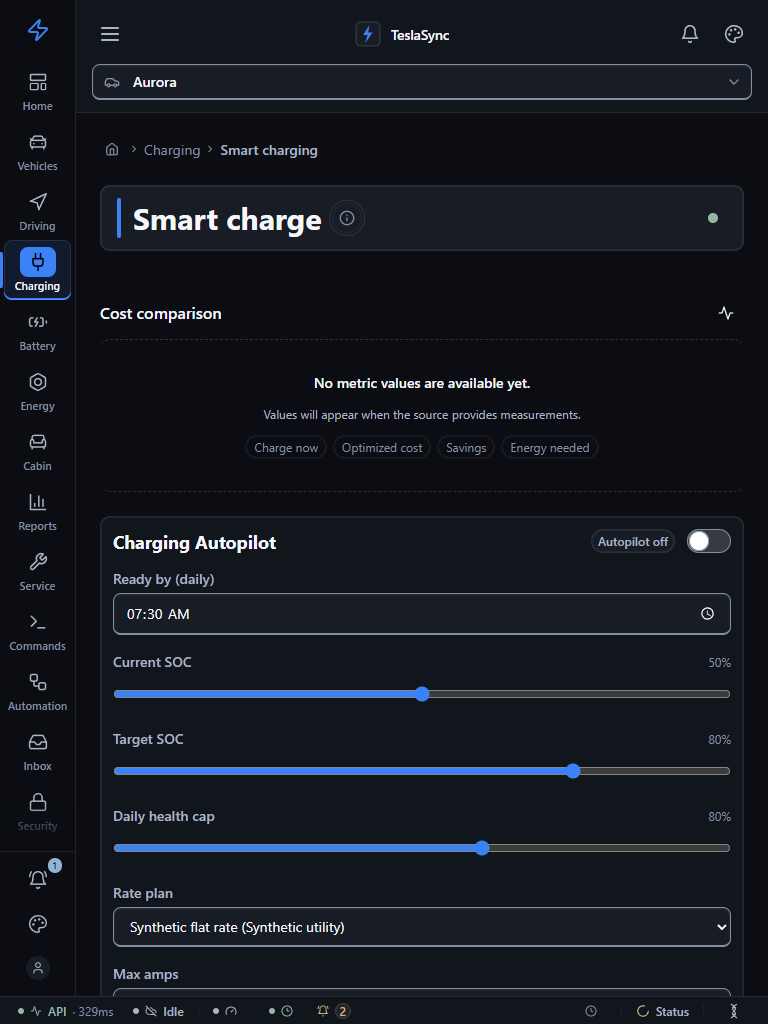 TeslaSync
Aurora
Home
Vehicles
Driving
Charging
Battery
Energy
Cabin
Reports
Service
Commands
Automation
Inbox
Security
1
Charging > Smart charging
Smart charge
Cost comparison
No metric values are available yet.
Values will appear when the source provides measurements.
Charge now Optimized cost Savings Energy needed
Charging Autopilot Autopilot off
Ready by (daily)
07:30 AM
Current SOC 50%
Target SOC 80%
Daily health cap 80%
Rate plan
Synthetic flat rate (Synthetic utility)
Max amps
API · 329ms Idle 2 Status